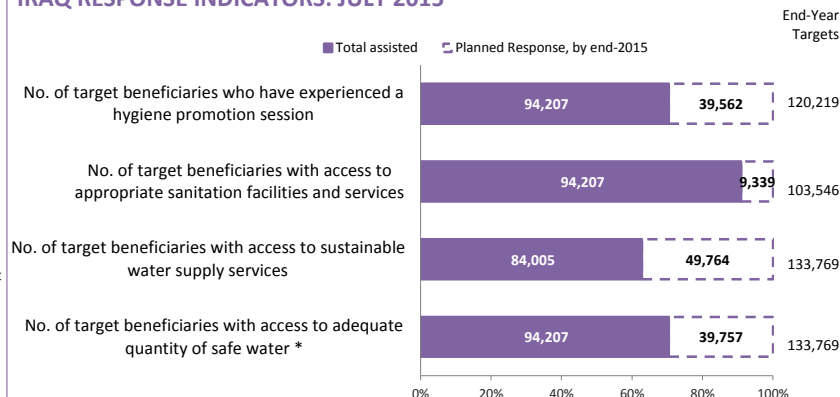 IRAQ RESPONSE INDICATORS: JULY 2015
End-Year
Targets
Total assisted
Planned Response, by end-2015
No. of target beneficiaries who have experienced a
hygiene promotion session
94,207
39,562
120,219
No. of target beneficiaries with access to
appropriate sanitation facilities and services
94,207
9,339
103,546
No. of target beneficiaries with access to sustainable
water supply services
84,005
49,764
133,769
No. of target beneficiaries with access to adequate
quantity of safe water *
94,207
39,757
133,769
0% 20% 40% 60% 80% 100%